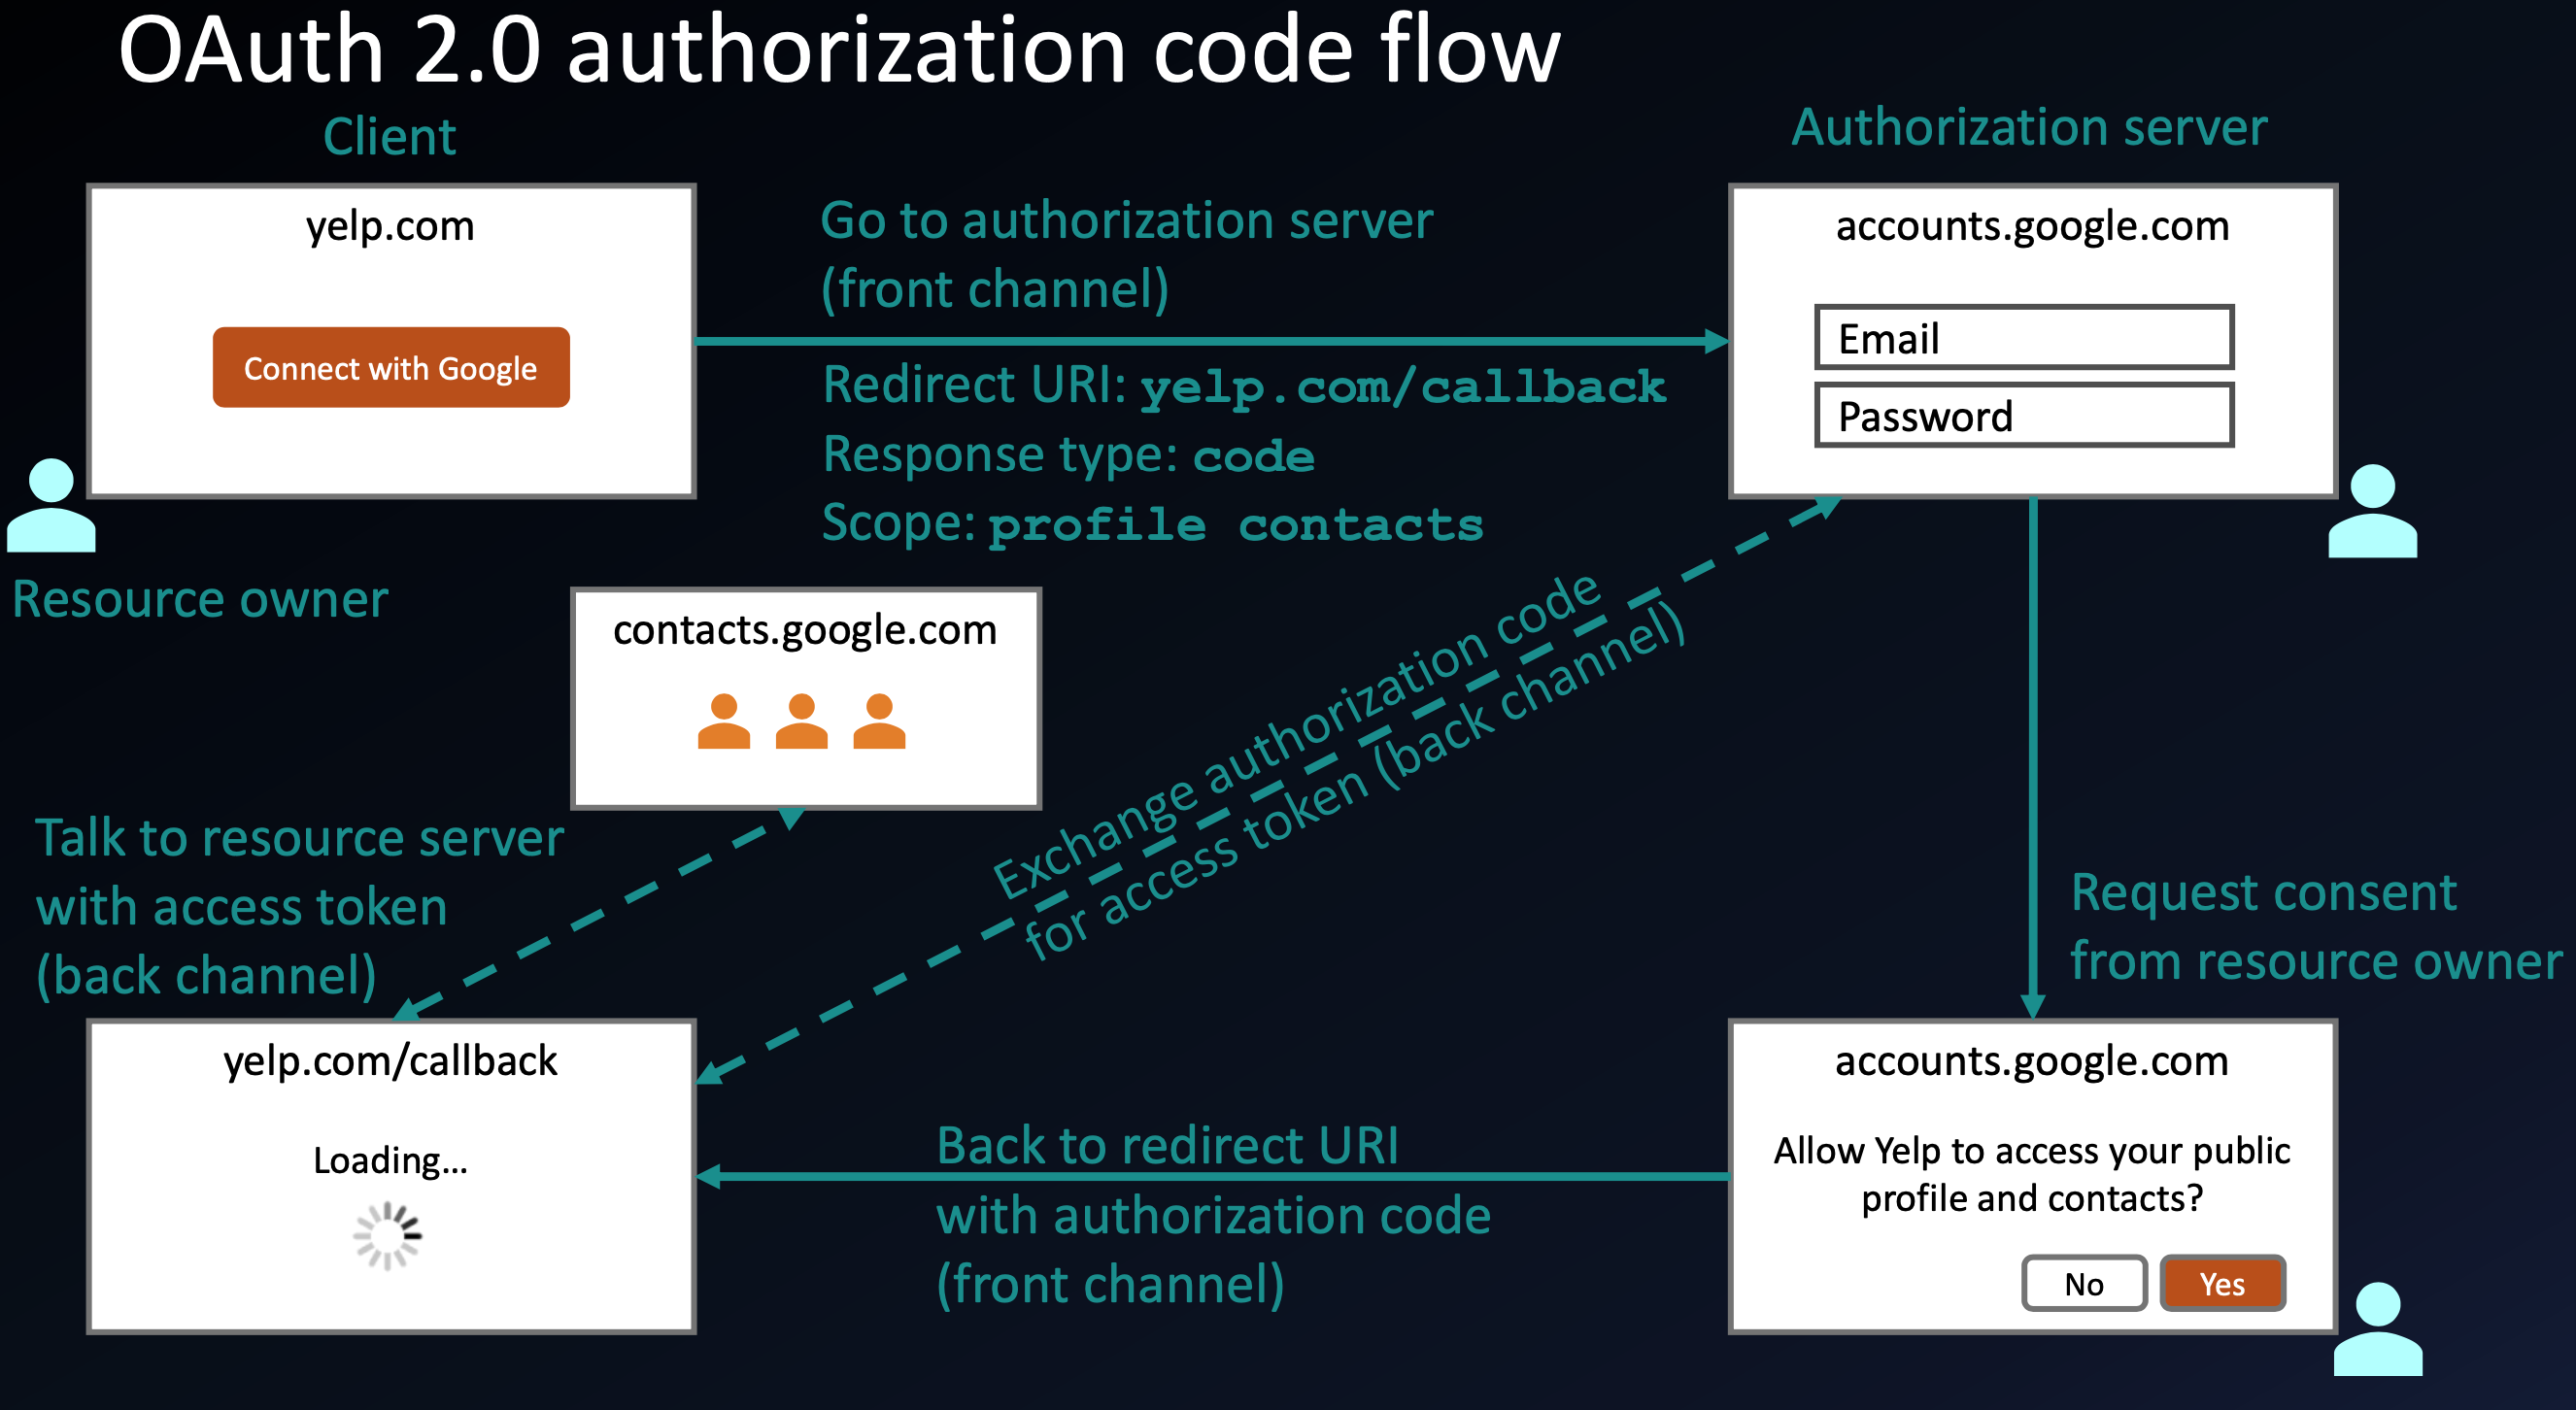 OAuth 2.0 authorization code flow
Client
Authorization server
yelp.com
Connect with Google
Go to authorization server
(front channel)
Redirect URI: yelp.com/callback
Response type: code
Scope: profile contacts
accounts.google.com
Email
Password
Resource owner
contacts.google.com
Exchange authorization code
for access token (back channel)
Talk to resource server
with access token
(back channel)
Request consent
from resource owner
yelp.com/callback
Loading...
Back to redirect URI
with authorization code
(front channel)
accounts.google.com
Allow Yelp to access your public
profile and contacts?
No
Yes